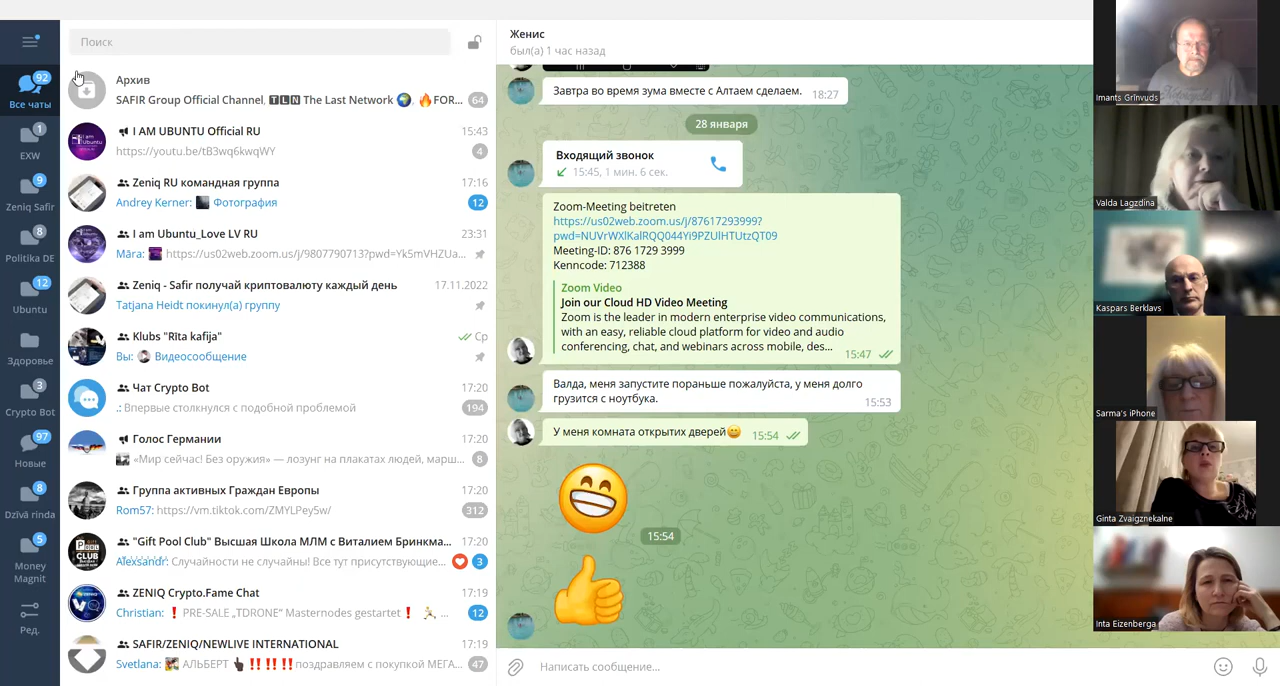 Поиск
92
Все чаты
1
EXW
9
Zeniq Safir
8
Politika DE
12
Ubuntu
Здоровье
3
Crypto Bot
97
Новые
8
Dzīvā rinda
5
Money
Magnit
Ред.
Архив
SAFIR Group Official Channel, TLN The Last Network 🌍, 🔥FOR... 64
I AM UBUNTU Official RU 15:43
https://youtu.be/tB3wq6kwqWY 4
Zeniq RU командная группа 17:16
Andrey Kerner: Фотография 12
I am Ubuntu_Love LV RU 23:31
Māra: https://us02web.zoom.us/j/9807790713?pwd=Yk5mVHZUa...
Zeniq - Safir получай криптовалюту каждый день 17.11.2022
Tatjana Heidt покинул(а) группу
Klubs "Rīta kafija" Ср
Вы: Видеосообщение
Чат Crypto Bot 17:20
.: Впервые столкнулся с подобной проблемой 194
Голос Германии 17:20
«Мир сейчас! Без оружия» — лозунг на плакатах людей, марш... 8
Группа активных Граждан Европы 17:20
Rom57: https://vm.tiktok.com/ZMYLPey5w/ 312
"Gift Pool Club" Высшая Школа МЛМ с Виталием Бринкма... 17:20
Alexsandr: Случайности не случайны! Все тут присутствующие... 3
ZENIQ Crypto.Fame Chat 17:19
Christian: ❗ PRE-SALE „TDRONE“ Masternodes gestartet❗ ... 12
SAFIR/ZENIQ/NEWLIVE INTERNATIONAL 17:19
Svetlana: АЛЬБЕРТ ‼️‼️‼️поздравляем с покупкой МЕГА... 47
Женис
был(а) 1 час назад
Завтра во время зума вместе с Алтаем сделаем. 18:27
28 января
Входящий звонок
15:45, 1 мин. 6 сек.
Zoom-Meeting beitreten
https://us02web.zoom.us/j/87617293999?
pwd=NUVrWXlKalRQQ044Yi9PZUlHTUtzQT09
Meeting-ID: 876 1729 3999
Kenncode: 712388
Zoom Video
Join our Cloud HD Video Meeting
Zoom is the leader in modern enterprise video communications,
with an easy, reliable cloud platform for video and audio
conferencing, chat, and webinars across mobile, des...
15:47
Валда, меня запустите пораньше пожалуйста, у меня долго
грузится с ноутбука. 15:53
У меня комната открытих дверей😀 15:54
15:54
Написать сообщение...
Imants Grīnvuds
Valda Lagzdina
Kaspars Berklavs
Sarma's iPhone
Ginta Zvaigznekalne
Inta Eizenberga